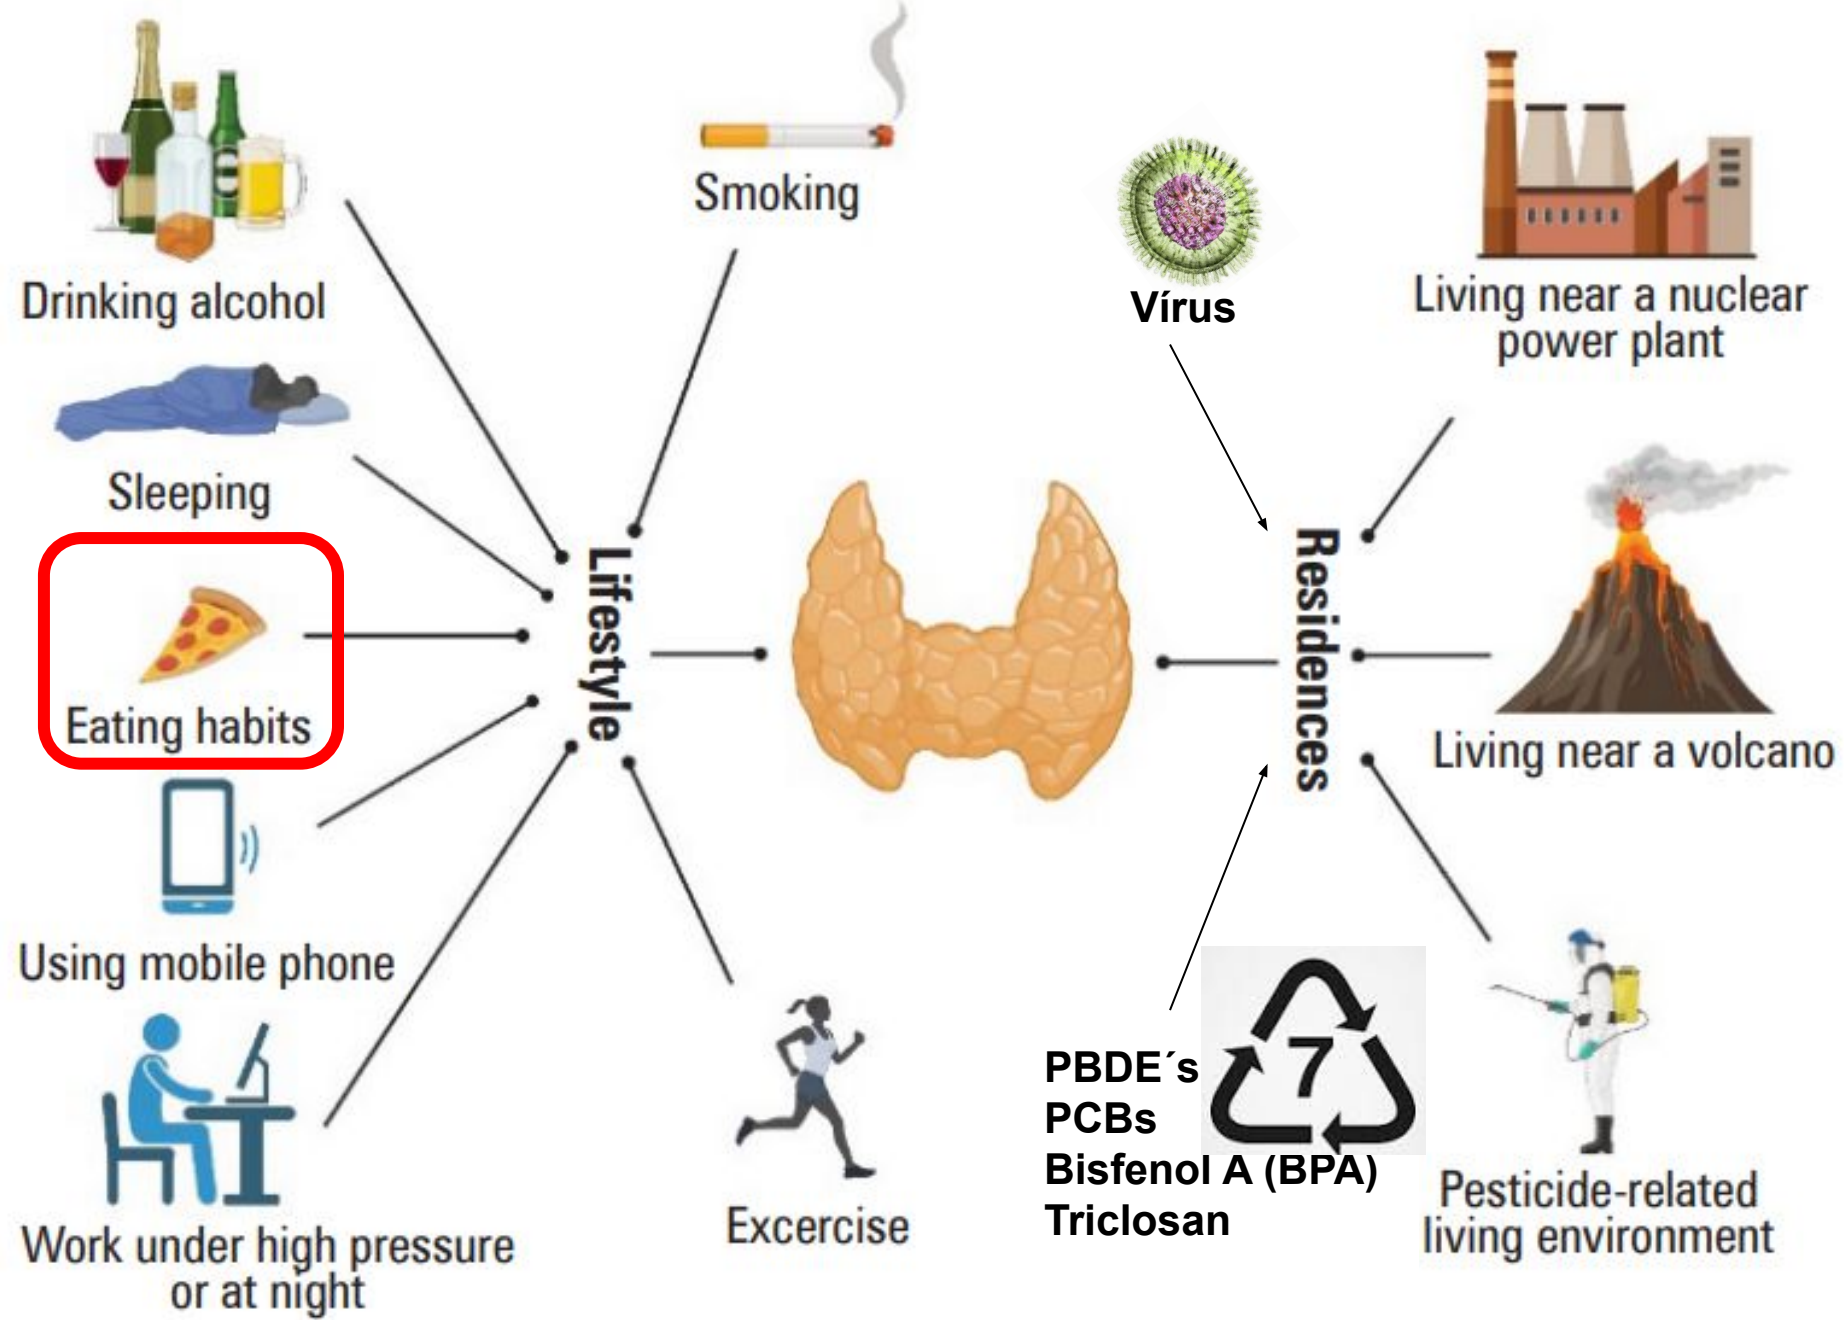 Drinking alcohol
Smoking
Vírus
Living near a nuclear
power plant
Sleeping
Eating habits
Lifestyle
Residences
Living near a volcano
Using mobile phone
Work under high pressure
or at night
Excercise
PBDE´s
PCBs
Bisfenol A (BPA)
Triclosan
7
Pesticide-related
living environment